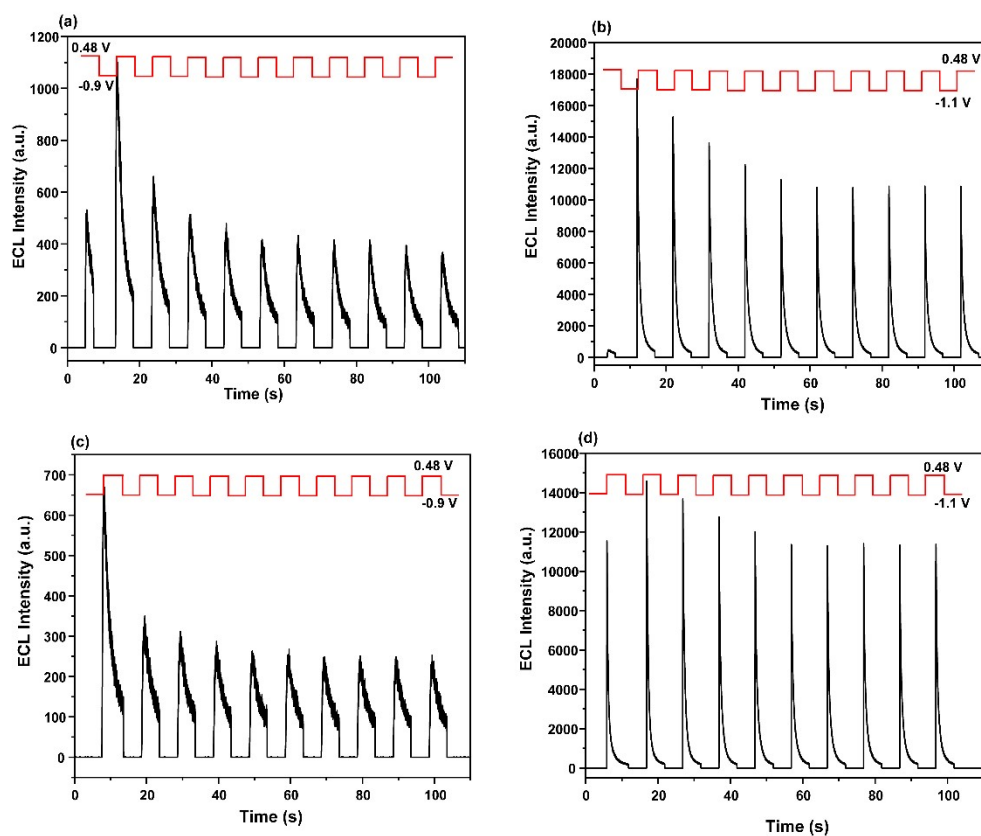 (a)
1200
1000
800
600
400
200
0
0.48 V
-0.9 V
ECL Intensity (a.u.)
0 20 40 60 80 100
Time (s)
(b)
20000
18000
16000
14000
12000
10000
8000
6000
4000
2000
0
0.48 V
-1.1 V
ECL Intensity (a.u.)
0 20 40 60 80 100
Time (s)
(c)
700
600
500
400
300
200
100
0
0.48 V
-0.9 V
ECL Intensity (a.u.)
0 20 40 60 80 100
Time (s)
(d)
16000
14000
12000
10000
8000
6000
4000
2000
0
0.48 V
-1.1 V
ECL Intensity (a.u.)
0 20 40 60 80 100
Time (s)